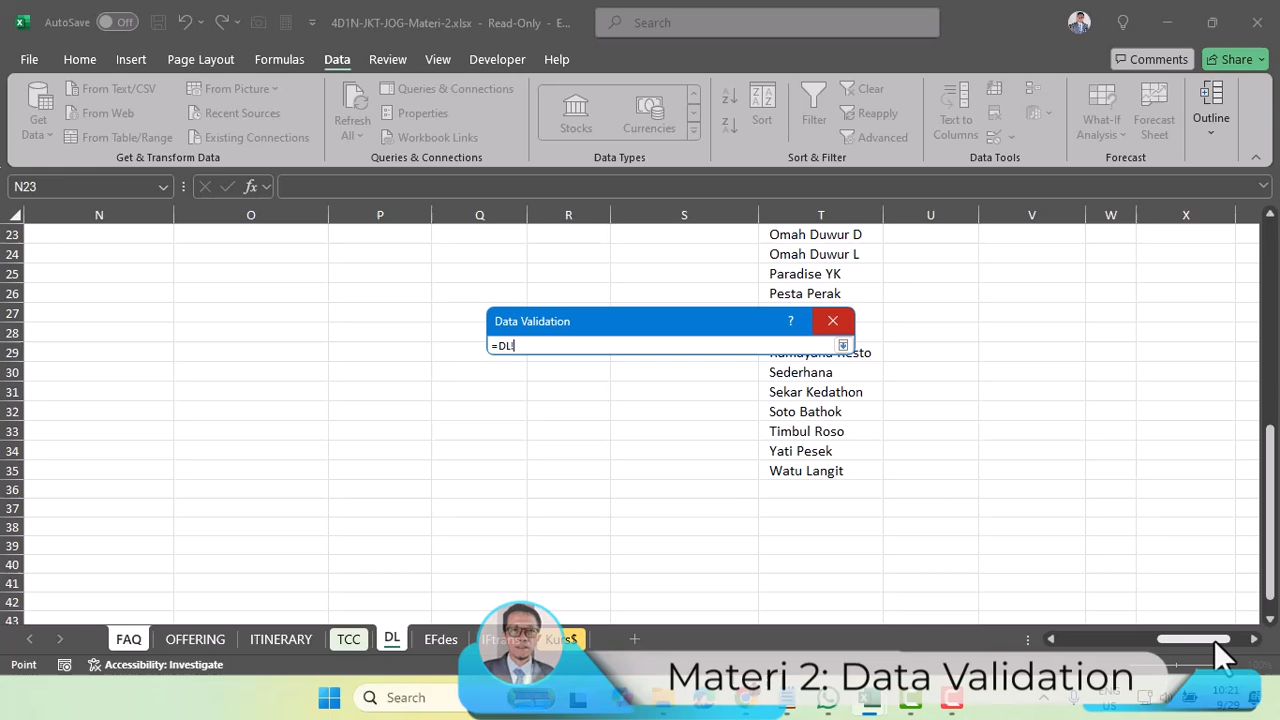 AutoSave Off 4D1N-JKT-JOG-Materi-2.xlsx - Read-Only - E... Search
File Home Insert Page Layout Formulas Data Review View Developer Help Comments Share
Get Data From Text/CSV From Web From Table/Range From Picture Recent Sources Existing Connections
Get & Transform Data
Refresh All Queries & Connections Properties Workbook Links
Queries & Connections
Stocks Currencies
Data Types
Sort Filter Clear Reapply Advanced
Sort & Filter
Text to Columns
Data Tools
What-If Analysis Forecast Sheet
Forecast
Outline
N23 fx
N O P Q R S T U V W X
23 Omah Duwur D
24 Omah Duwur L
25 Paradise YK
26 Pesta Perak
27
28
Data Validation ?
=DL!
29
30 Sederhana
31 Sekar Kedathon
32 Soto Bathok
33 Timbul Roso
34 Yati Pesek
35 Watu Langit
36
37
38
39
40
41
42
43
FAQ OFFERING ITINERARY TCC DL EFdes Kurs$
Point Accessibility: Investigate 100%
Materi 2: Data Validation
Search ENG US 10:21 9/29